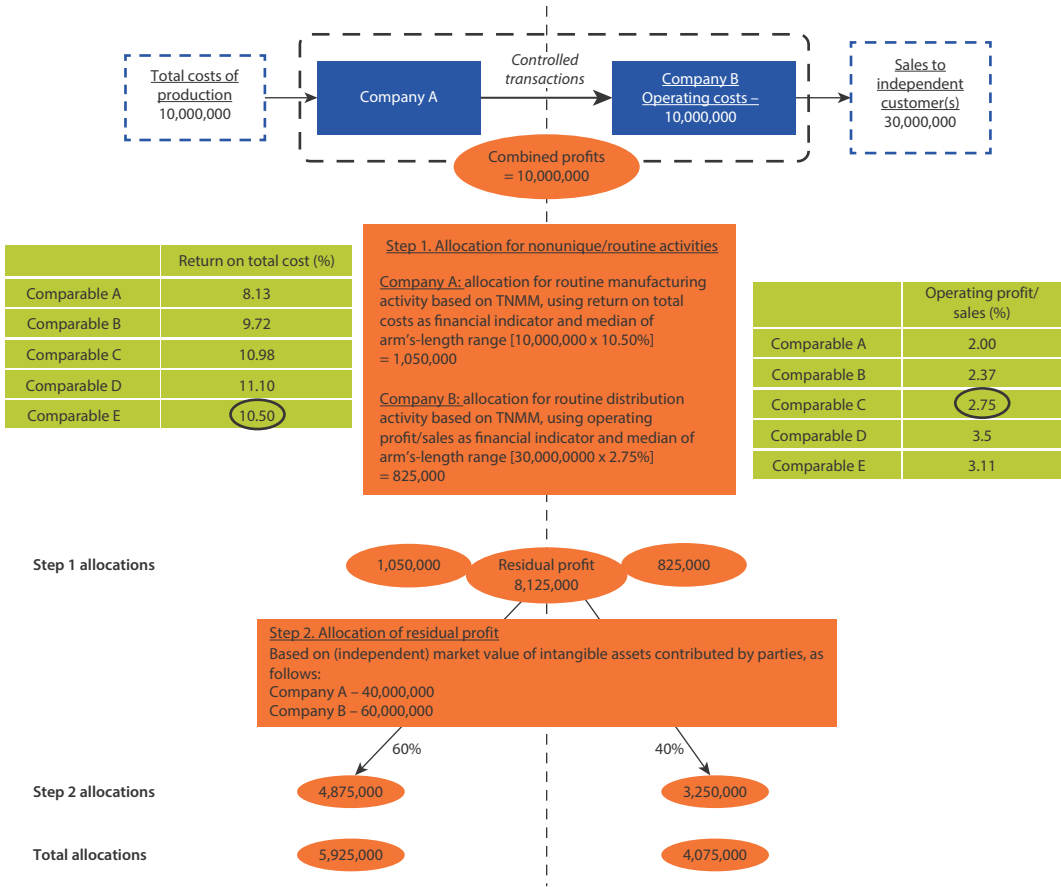 Total costs of
production
10,000,000
Company A
Controlled
transactions
Company B
Operating costs –
10,000,000
Sales to
independent
customer(s)
30,000,000
Combined profits
= 10,000,000
Return on total cost (%)
Comparable A 8.13
Comparable B 9.72
Comparable C 10.98
Comparable D 11.10
Comparable E 10.50
Step 1. Allocation for nonunique/routine activities
Company A: allocation for routine manufacturing
activity based on TNMM, using return on total
costs as financial indicator and median of
arm’s-length range [10,000,000 x 10.50%]
= 1,050,000
Company B: allocation for routine distribution
activity based on TNMM, using operating
profit/sales as financial indicator and median of
arm’s-length range [30,000,0000 x 2.75%]
= 825,000
Operating profit/
sales (%)
Comparable A 2.00
Comparable B 2.37
Comparable C 2.75
Comparable D 3.5
Comparable E 3.11
Step 1 allocations
1,050,000
Residual profit
8,125,000
825,000
Step 2. Allocation of residual profit
Based on (independent) market value of intangible assets contributed by parties, as
follows:
Company A – 40,000,000
Company B – 60,000,000
60%
40%
Step 2 allocations
4,875,000
3,250,000
Total allocations
5,925,000
4,075,000